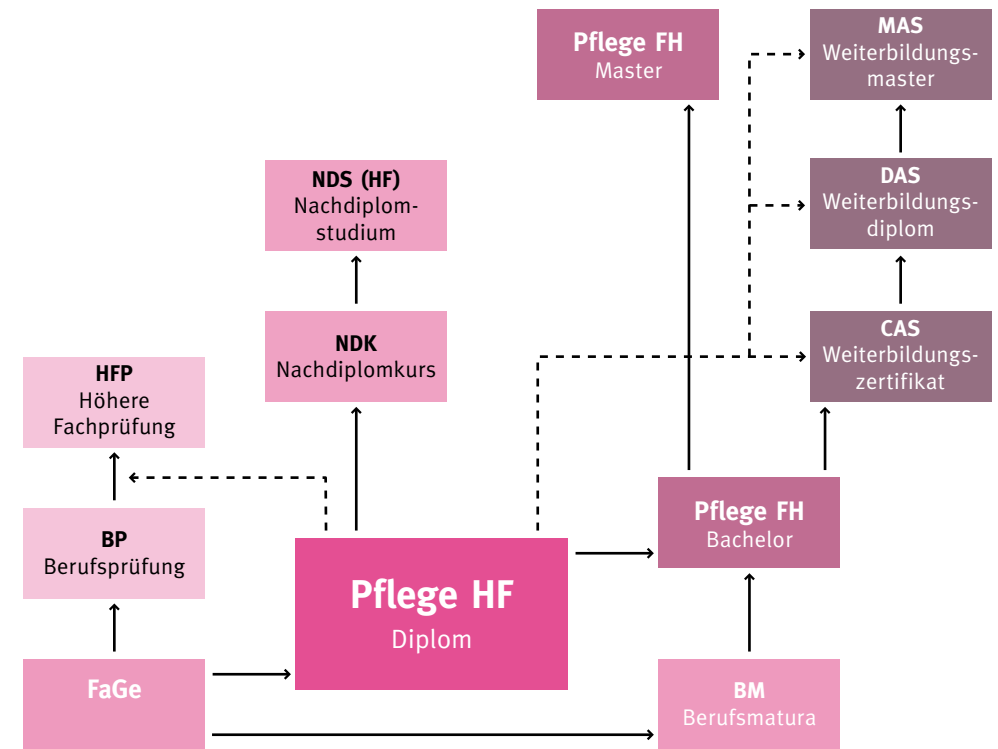 Pflege FH
Master
MAS
Weiterbildungs-
master
NDS (HF)
Nachdiplom-
studium
DAS
Weiterbildungs-
diplom
NDK
Nachdiplomkurs
CAS
Weiterbildungs-
zertifikat
HFP
Höhere
Fachprüfung
BP
Berufsprüfung
Pflege HF
Diplom
Pflege FH
Bachelor
FaGe
BM
Berufsmatura